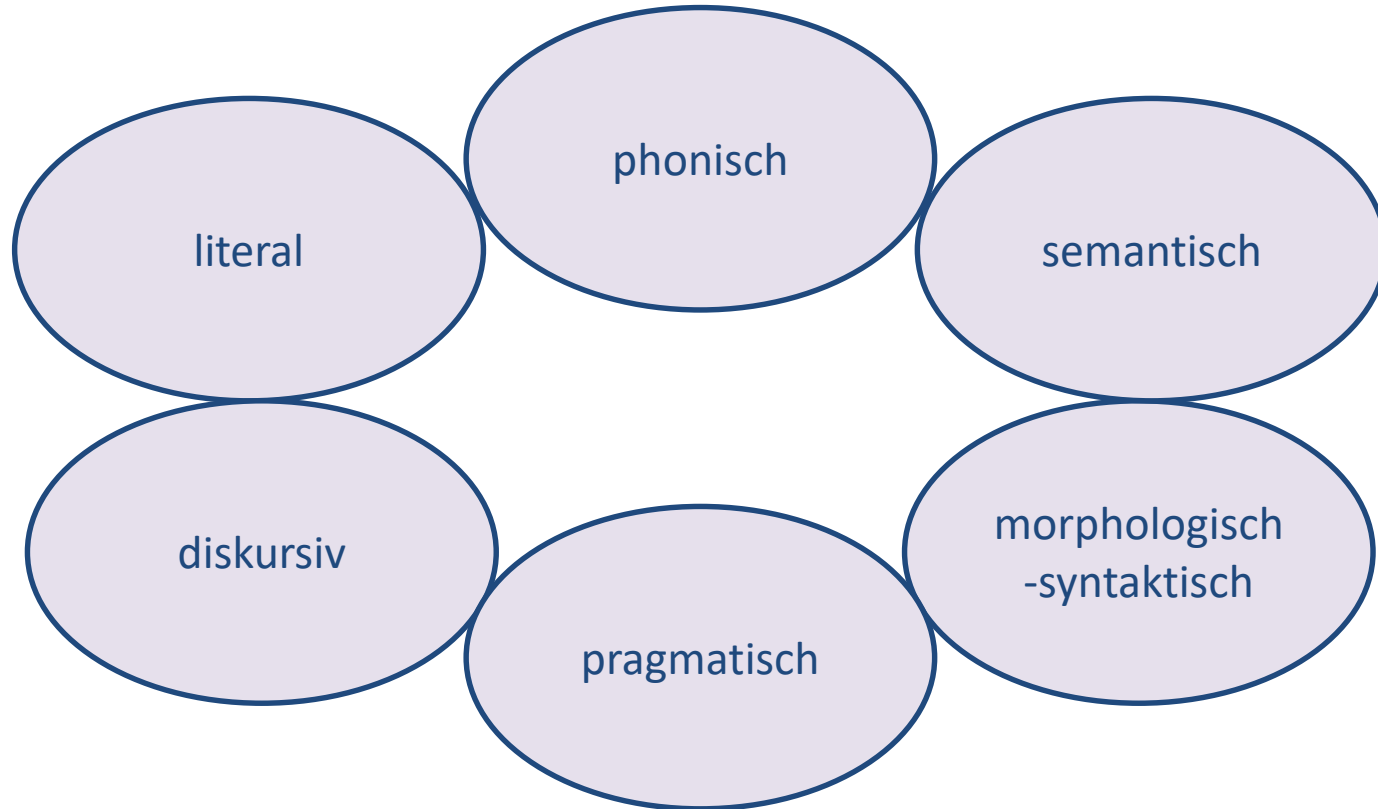 phonisch
literal
semantisch
diskursiv
morphologisch
-syntaktisch
pragmatisch